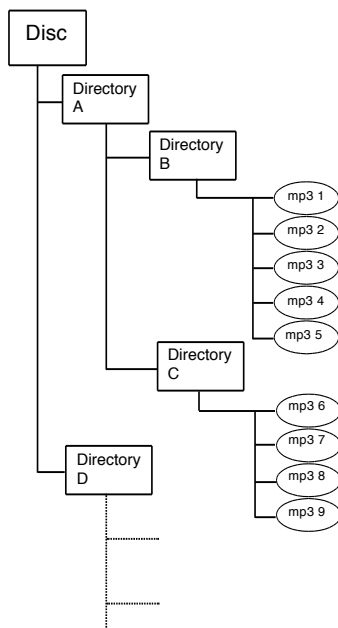 Disc
Directory
A
Directory
B
mp3 1
mp3 2
mp3 3
mp3 4
mp3 5
Directory
C
mp3 6
mp3 7
mp3 8
mp3 9
Directory
D